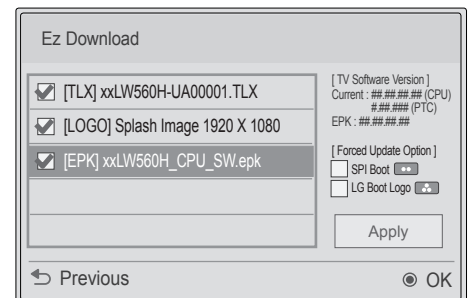 Ez Download
[TLX] xxLW560H-UA00001.TLX
[LOGO] Splash Image 1920 X 1080
[EPK] xxLW560H_CPU_SW.epk
[ TV Software Version ]
Current : ##.##.##.## (CPU)
#.##.### (PTC)
EPK : ##.##.##.##
[ Forced Update Option ]
SPI Boot
LG Boot Logo
Apply
Previous
OK